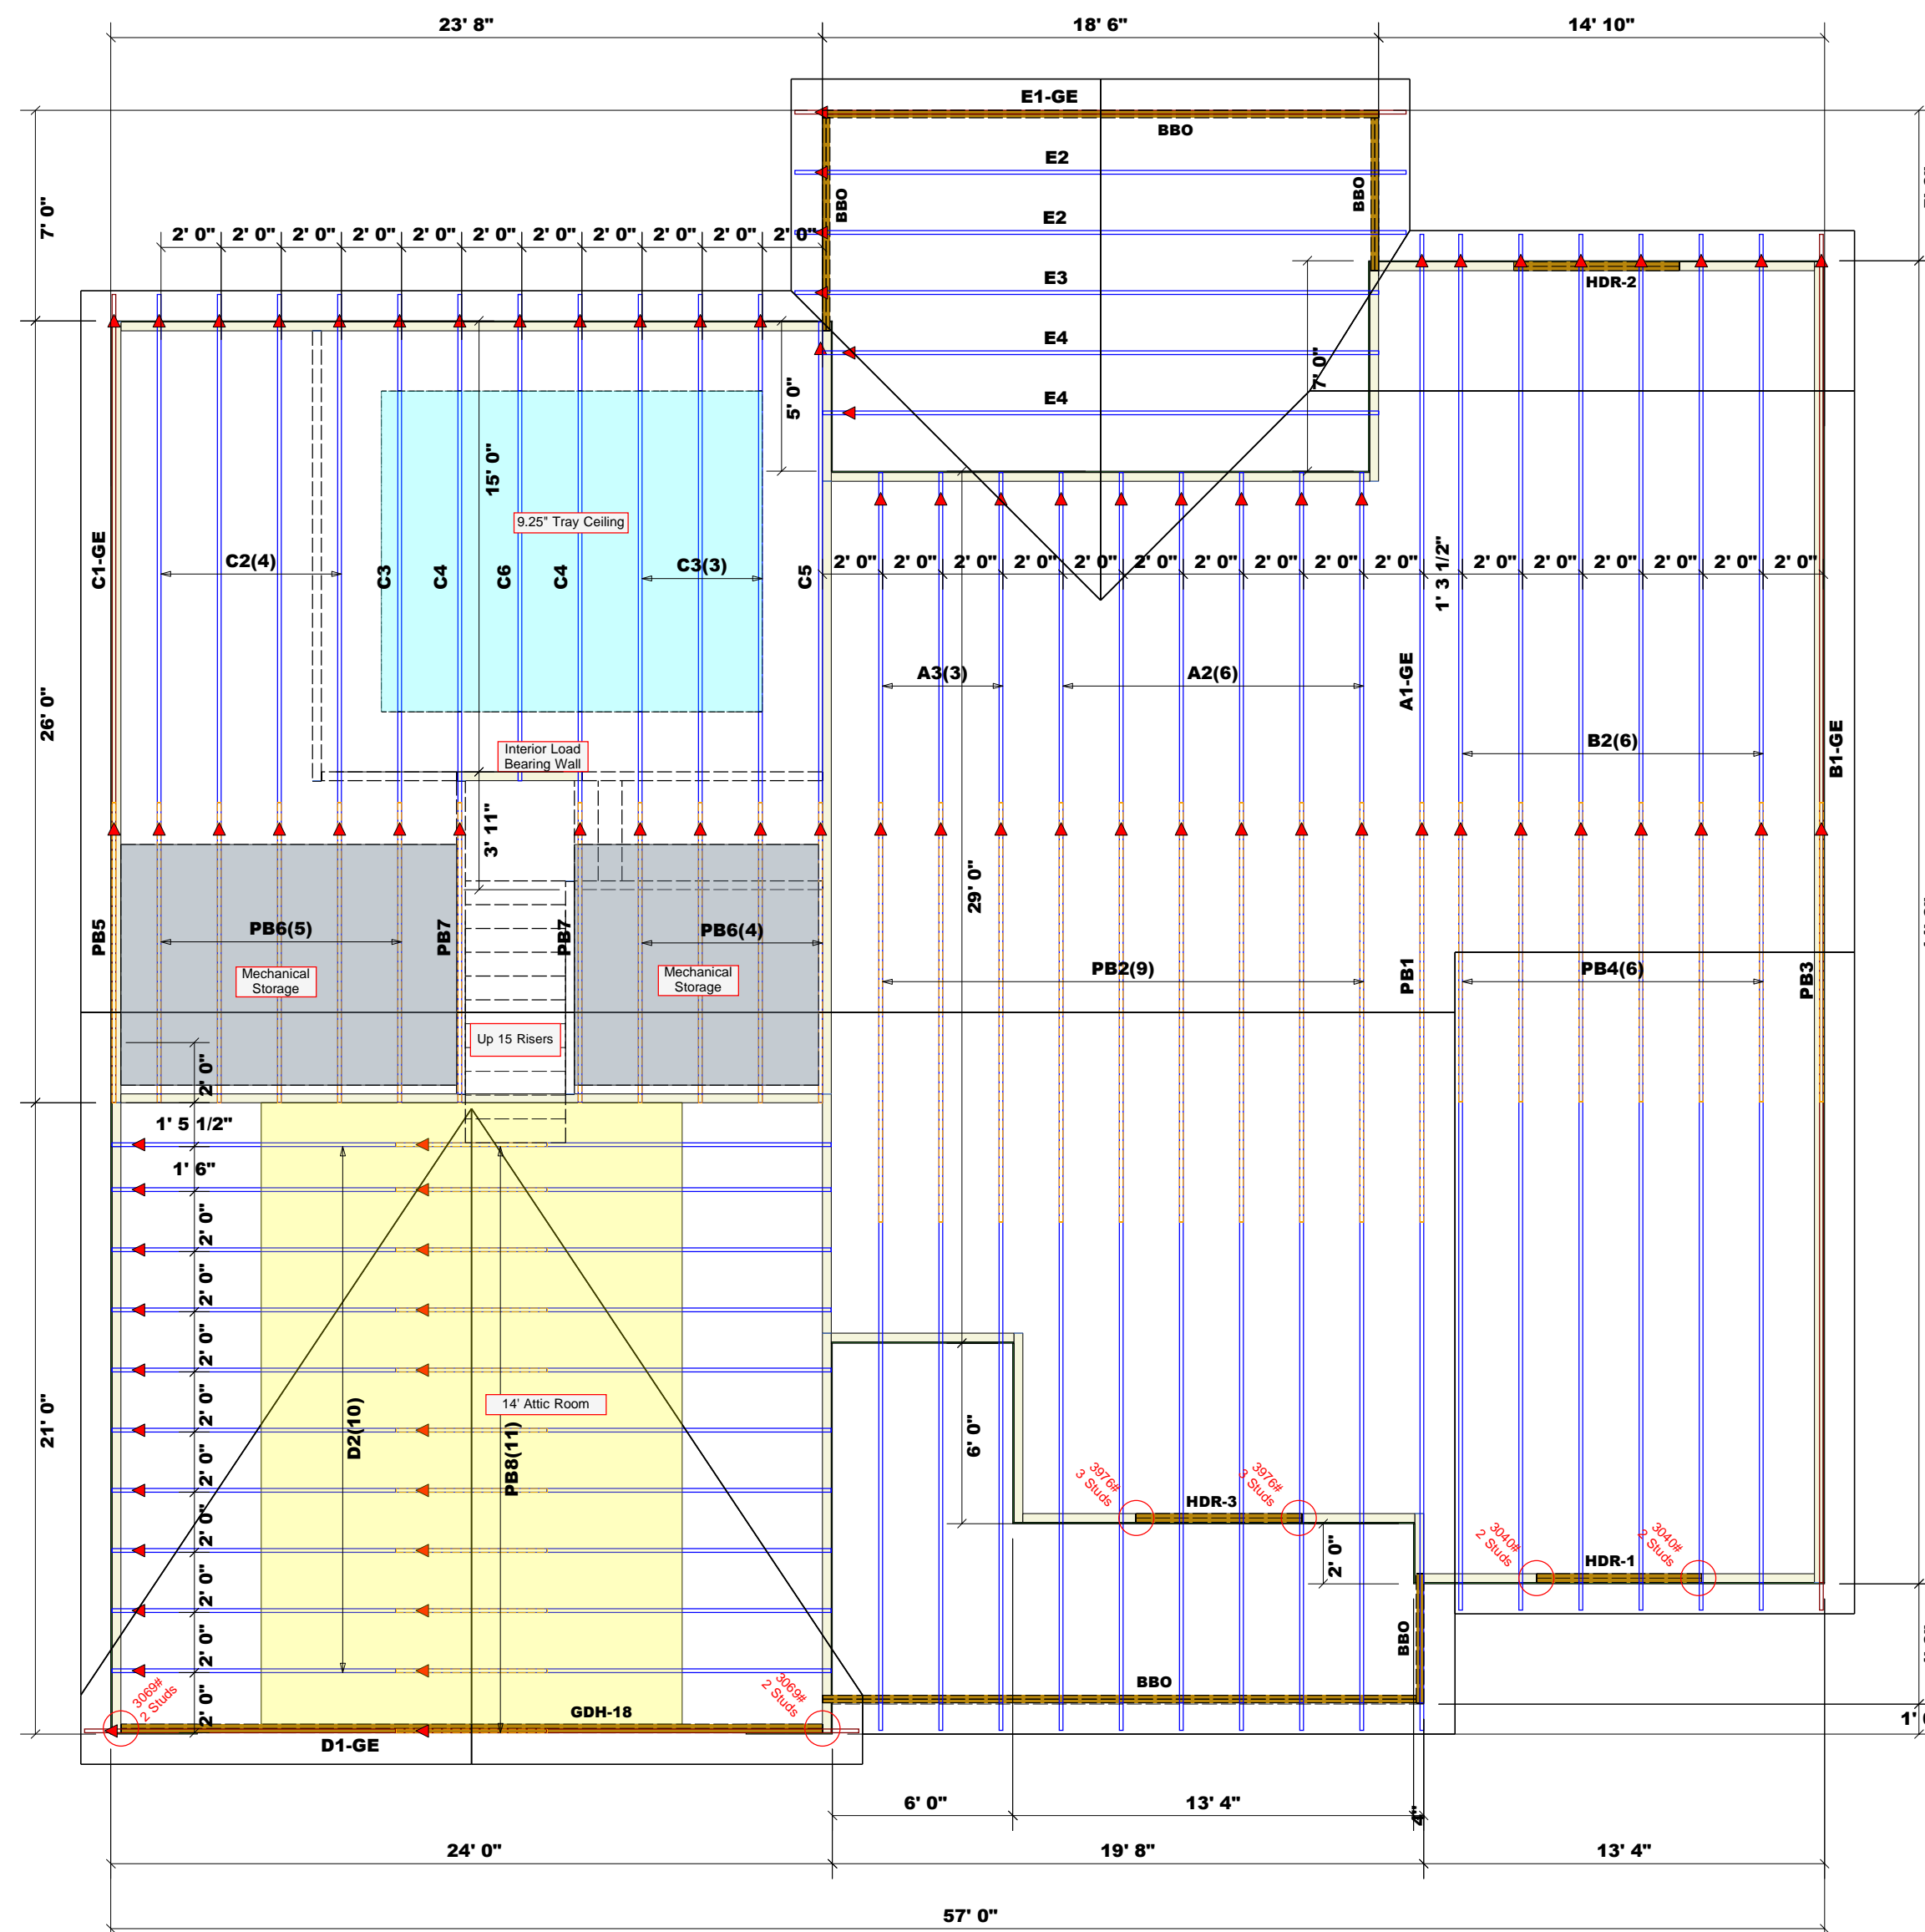 23' 8"
18' 6"
14' 10"
E1-GE
BBO
E2
BBO
BBO
7' 0"
E2
2' 0" 2' 0" 2' 0" 2' 0" 2' 0" 2' 0" 2' 0" 2' 0" 2' 0" 2' 0" 2' 0"
E3
HDR-2
E4
7' 0"
E4
5' 0"
15' 0"
9.25" Tray Ceiling
C1-GE
C2(4)
C3
C4
C6
C4
C3(3)
C5
2' 0" 2' 0" 2' 0" 2' 0" 2' 0" 2' 0" 2' 0" 2' 0" 2' 0" 2' 0"
1' 3 1/2"
2' 0" 2' 0" 2' 0" 2' 0" 2' 0" 2' 0"
A3(3)
A2(6)
A1-GE
26' 0"
B2(6)
B1-GE
Interior Load
Bearing Wall
3' 11"
29' 0"
PB5
PB6(5)
PB7
PB7
PB6(4)
Mechanical
Storage
Mechanical
Storage
PB2(9)
PB1
PB4(6)
PB3
Up 15 Risers
2' 0"
1' 5 1/2"
1' 6"
2' 0"
2' 0"
2' 0"
2' 0"
2' 0"
2' 0"
2' 0"
2' 0"
2' 0"
21' 0"
D2(10)
14' Attic Room
PB8(11)
6' 0"
3976#
3 Studs
HDR-3
3976#
3 Studs
2' 0"
3040#
2 Studs
HDR-1
3040#
2 Studs
BBO
BBO
3069#
2 Studs
3069#
2 Studs
GDH-18
D1-GE
6' 0"
13' 4"
4"
24' 0"
19' 8"
13' 4"
57' 0"